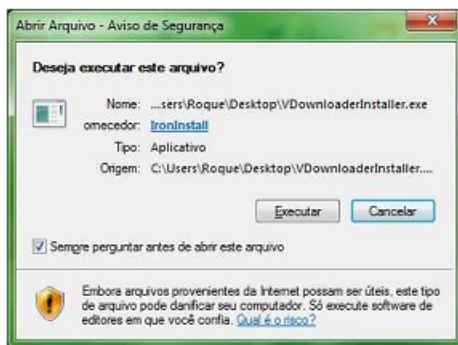 Abrir Arquivo - Aviso de Segurança
Deseja executar este arquivo?
Nome: ...sers\Roque\Desktop\VDownloaderInstaller.exe
ornecedor: IronInstall
Tipo: Aplicativo
Origem: C:\Users\Roque\Desktop\VDownloaderInstaller....
Executar Cancelar
Sempre perguntar antes de abrir este arquivo
Embora arquivos provenientes da Internet possam ser úteis, este tipo
de arquivo pode danificar seu computador. Só execute software de
editores em que você confia. Qual é o risco?